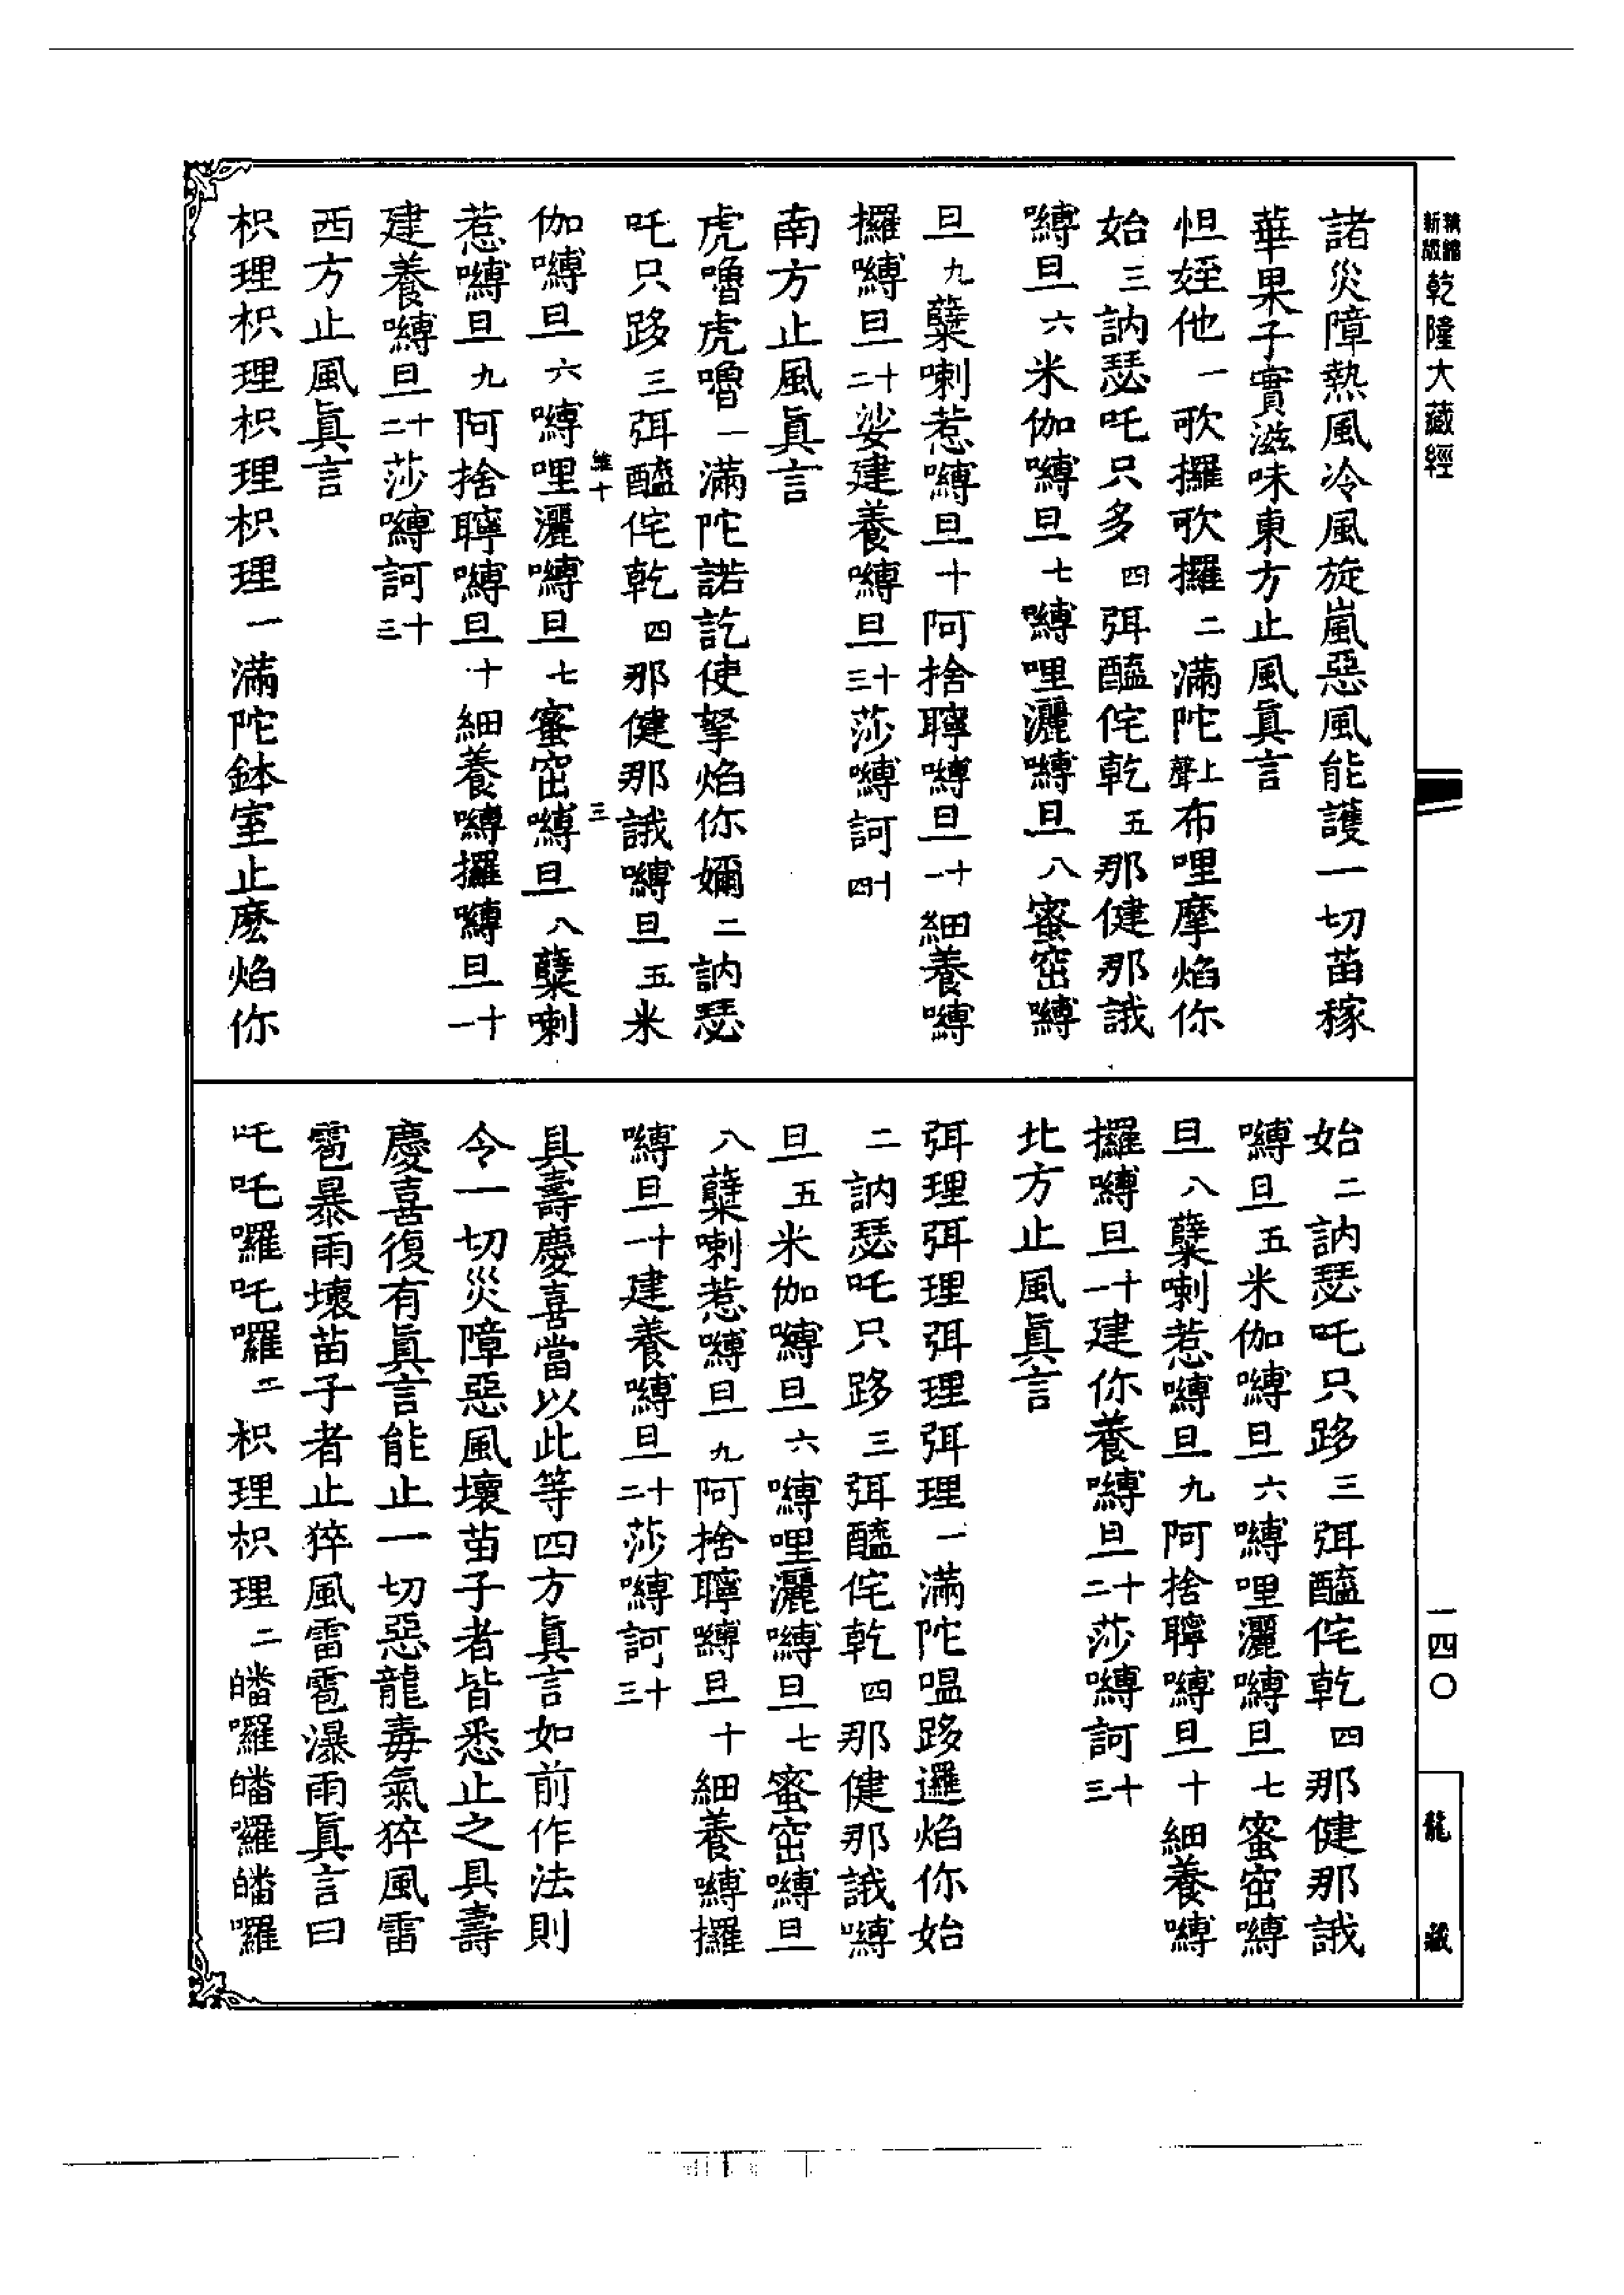 精縮新版乾隆大藏經
一四〇
龍藏
諸災障熱風冷風旋嵐惡風能護一切苗稼
華果子實滋味東方止風眞言
怛姪他一歌攞歌攞二滿陀上聲布哩摩焰你
始三訥瑟吒只多四弭醯侘乾五那健那誐
嚩旦六米伽嚩旦七嚩哩灑嚩旦八蜜窋嚩
旦九蘖喇惹嚩旦十阿捨聹嚩旦十一細養嚩
攞嚩旦十二娑建養嚩旦十三莎嚩訶十四
南方止風眞言
虎嚕虎嚕一滿陀諾訖使拏焰你嬭二訥瑟
吒只跢三弭醯侘乾四那健那誐嚩旦五米
伽嚩旦六嚩哩灑嚩旦七蜜窋嚩旦八蘖喇
惹嚩旦九阿捨聹嚩旦十細養嚩攞嚩旦十一
建養嚩旦十二莎嚩訶十三
西方止風眞言
枳理枳理枳理枳理一滿陀鉢室止麽焰你
始二訥瑟吒只跢三弭醯侘乾四那健那誐
嚩旦五米伽嚩旦六嚩哩灑嚩旦七蜜窋嚩
旦八蘖喇惹嚩旦九阿捨聹嚩旦十細養嚩
攞嚩旦十一建你養嚩旦十二莎嚩訶十三
北方止風眞言
弭理弭理弭理弭理一滿陀嗢跢邏焰你始
二訥瑟吒只跢三弭醯侘乾四那健那誐嚩
旦五米伽嚩旦六嚩哩灑嚩旦七蜜窋嚩旦
八蘖喇惹嚩旦九阿捨聹嚩旦十細養嚩攞
嚩旦十一建養嚩旦十二莎嚩訶十三
具壽慶喜當以此等四方眞言如前作法則
令一切災障惡風壞苗子者皆悉止之具壽
慶喜復有眞言能止一切惡龍毒氣猝風雷
雹暴雨壞苗子者止猝風雷雹瀑雨眞言曰
吒吒囉吒囉一枳理枳理二皤囉皤囉皤囉